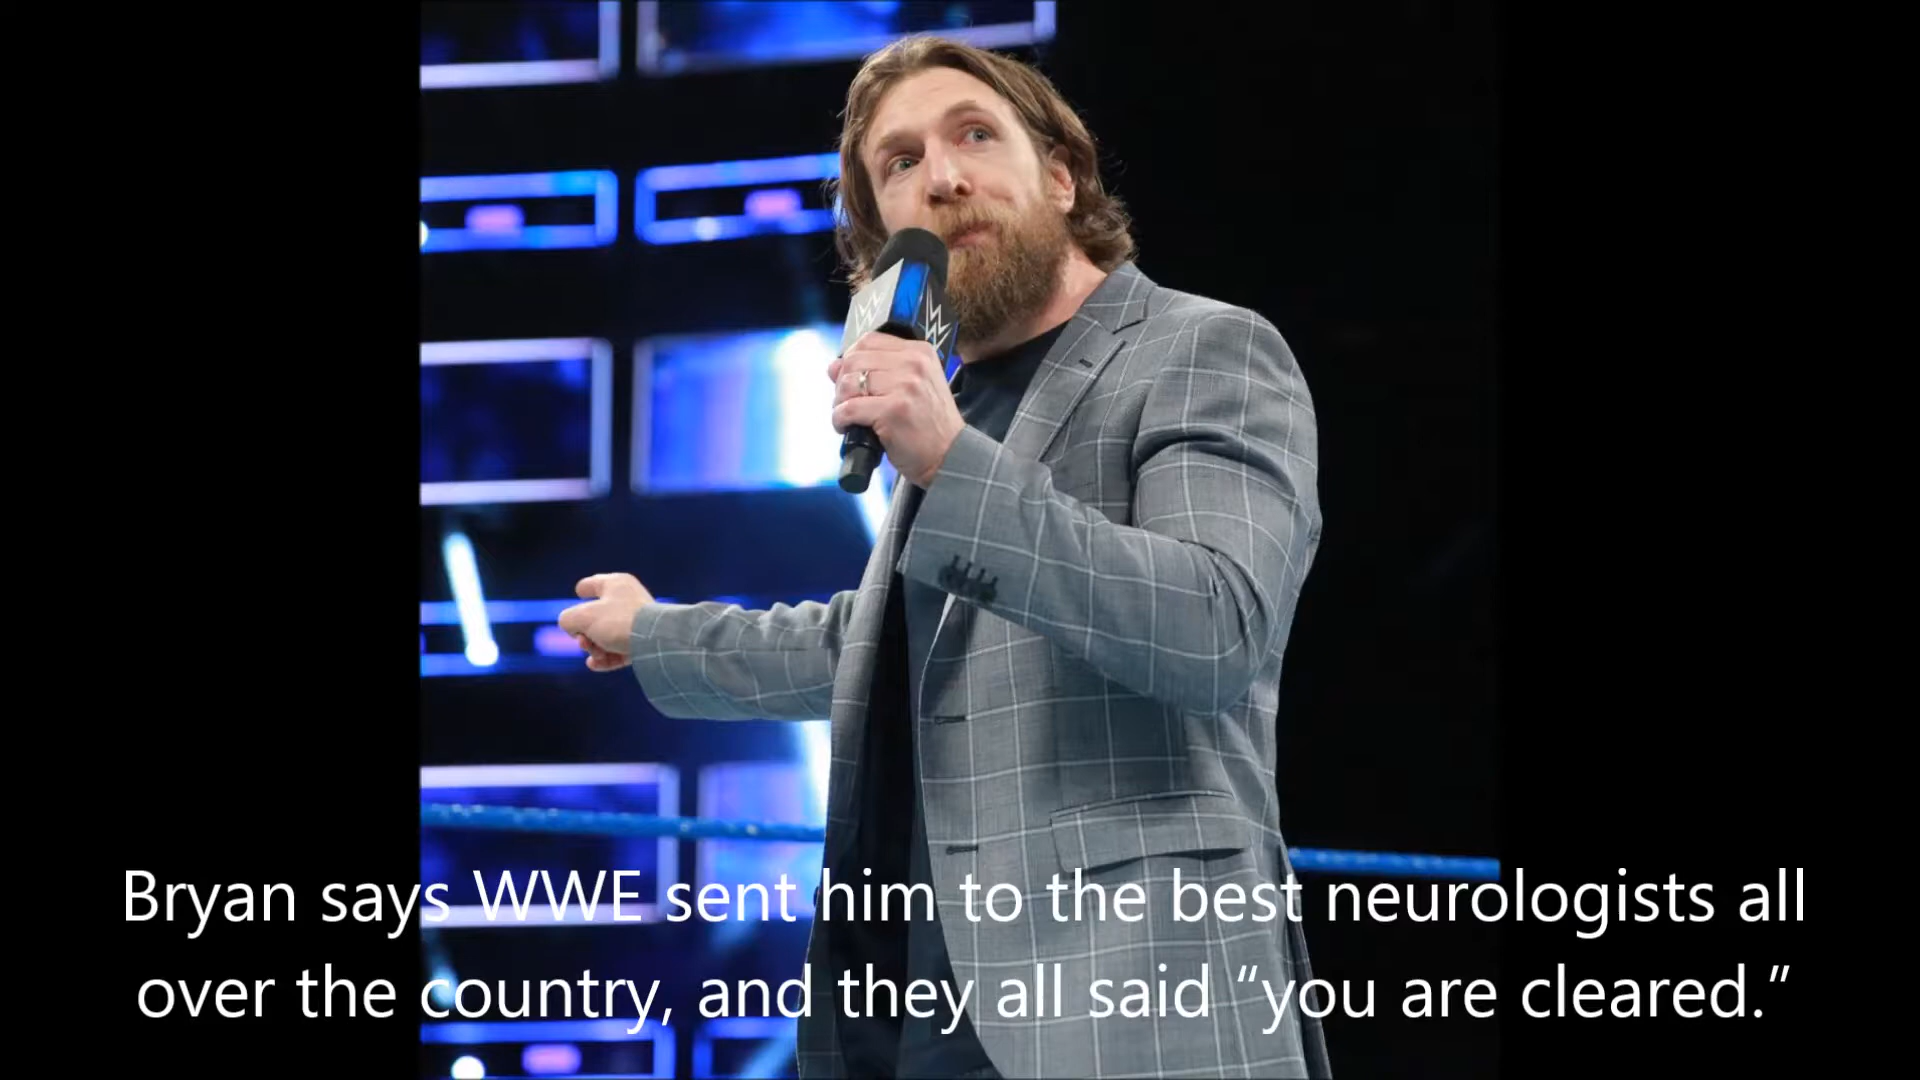 Bryan says WWE sent him to the best neurologists all
over the country, and they all said “you are cleared.”